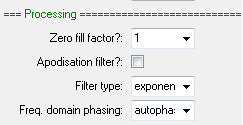 === Processing ===========================
Zero fill factor?: 1
Apodisation filter?:
Filter type: exponen
Freq. domain phasing: autopha